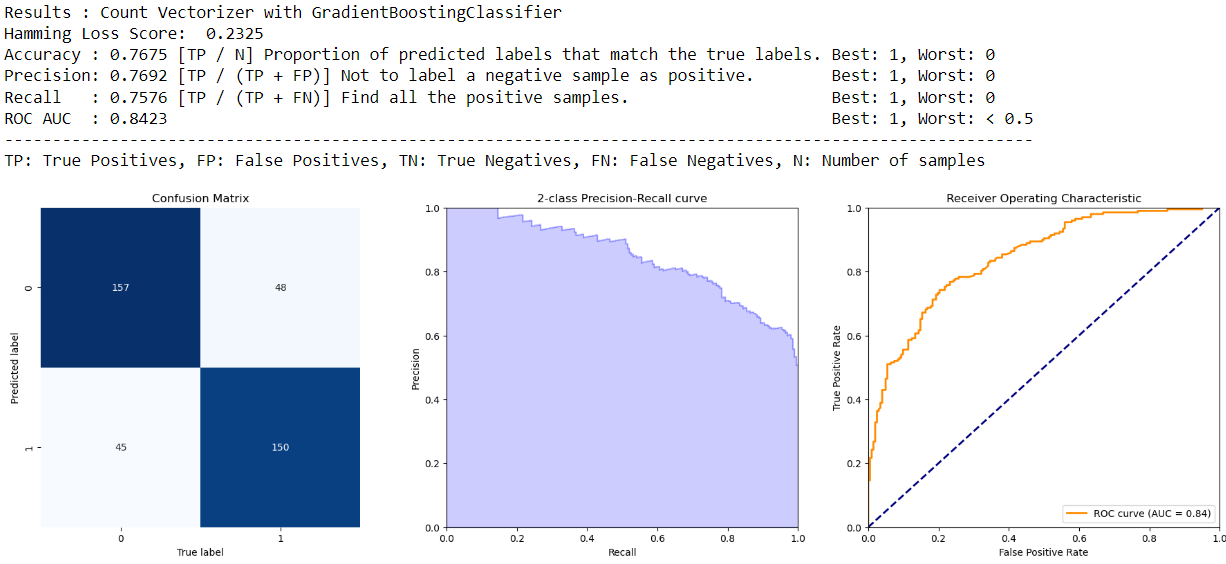 Results : Count Vectorizer with GradientBoostingClassifier
Hamming Loss Score:  0.2325
Accuracy : 0.7675 [TP / N] Proportion of predicted labels that match the true labels. Best: 1, Worst: 0
Precision: 0.7692 [TP / (TP + FP)] Not to label a negative sample as positive.        Best: 1, Worst: 0
Recall   : 0.7576 [TP / (TP + FN)] Find all the positive samples.                     Best: 1, Worst: 0
ROC AUC  : 0.8423                                                                     Best: 1, Worst: < 0.5
-------------------------------------------------------------------------------------------------------
TP: True Positives, FP: False Positives, TN: True Negatives, FN: False Negatives, N: Number of samples
Confusion Matrix
0
1
Predicted label
157
48
45
150
0
1
True label
2-class Precision-Recall curve
1.0
0.8
0.6
0.4
0.2
0.0
Precision
0.0
0.2
0.4
0.6
0.8
1.0
Recall
Receiver Operating Characteristic
1.0
0.8
0.6
0.4
0.2
0.0
True Positive Rate
ROC curve (AUC = 0.84)
0.0
0.2
0.4
0.6
0.8
1.0
False Positive Rate